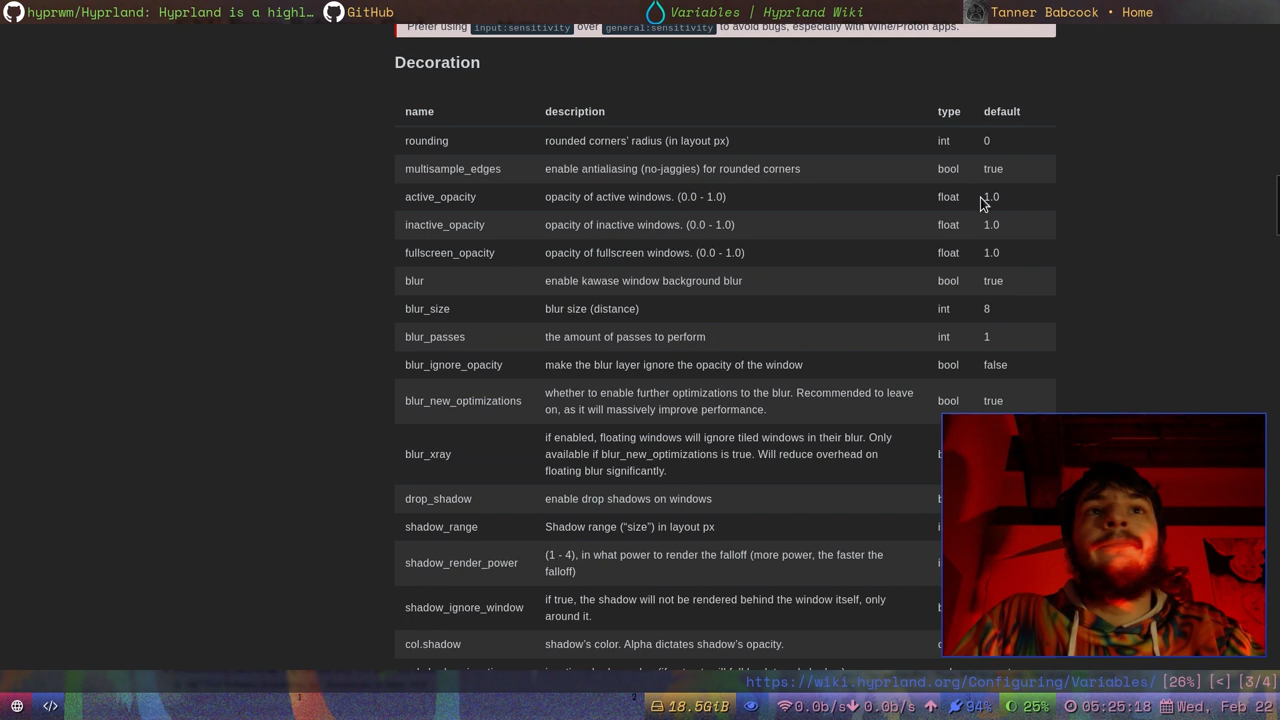 hyprwm/Hyprland: Hyprland is a highl… GitHub Variables | Hyprland Wiki Tanner Babcock • Home
Prefer using input:sensitivity over general:sensitivity to avoid bugs, especially with Wine/Proton apps.
Decoration
name description type default
rounding rounded corners’ radius (in layout px) int 0
multisample_edges enable antialiasing (no-jaggies) for rounded corners bool true
active_opacity opacity of active windows. (0.0 - 1.0) float 1.0
inactive_opacity opacity of inactive windows. (0.0 - 1.0) float 1.0
fullscreen_opacity opacity of fullscreen windows. (0.0 - 1.0) float 1.0
blur enable kawase window background blur bool true
blur_size blur size (distance) int 8
blur_passes the amount of passes to perform int 1
blur_ignore_opacity make the blur layer ignore the opacity of the window bool false
blur_new_optimizations whether to enable further optimizations to the blur. Recommended to leave bool true
on, as it will massively improve performance.
blur_xray if enabled, floating windows will ignore tiled windows in their blur. Only
available if blur_new_optimizations is true. Will reduce overhead on
floating blur significantly.
drop_shadow enable drop shadows on windows
shadow_range Shadow range (“size”) in layout px
shadow_render_power (1 - 4), in what power to render the falloff (more power, the faster the
falloff)
shadow_ignore_window if true, the shadow will not be rendered behind the window itself, only
around it.
col.shadow shadow’s color. Alpha dictates shadow’s opacity.
https://wiki.hyprland.org/Configuring/Variables/ [26%] [<] [3/4]
1 2 18.5GiB 0.0b/s 0.0b/s 94% 25% 05:25:18 Wed, Feb 22